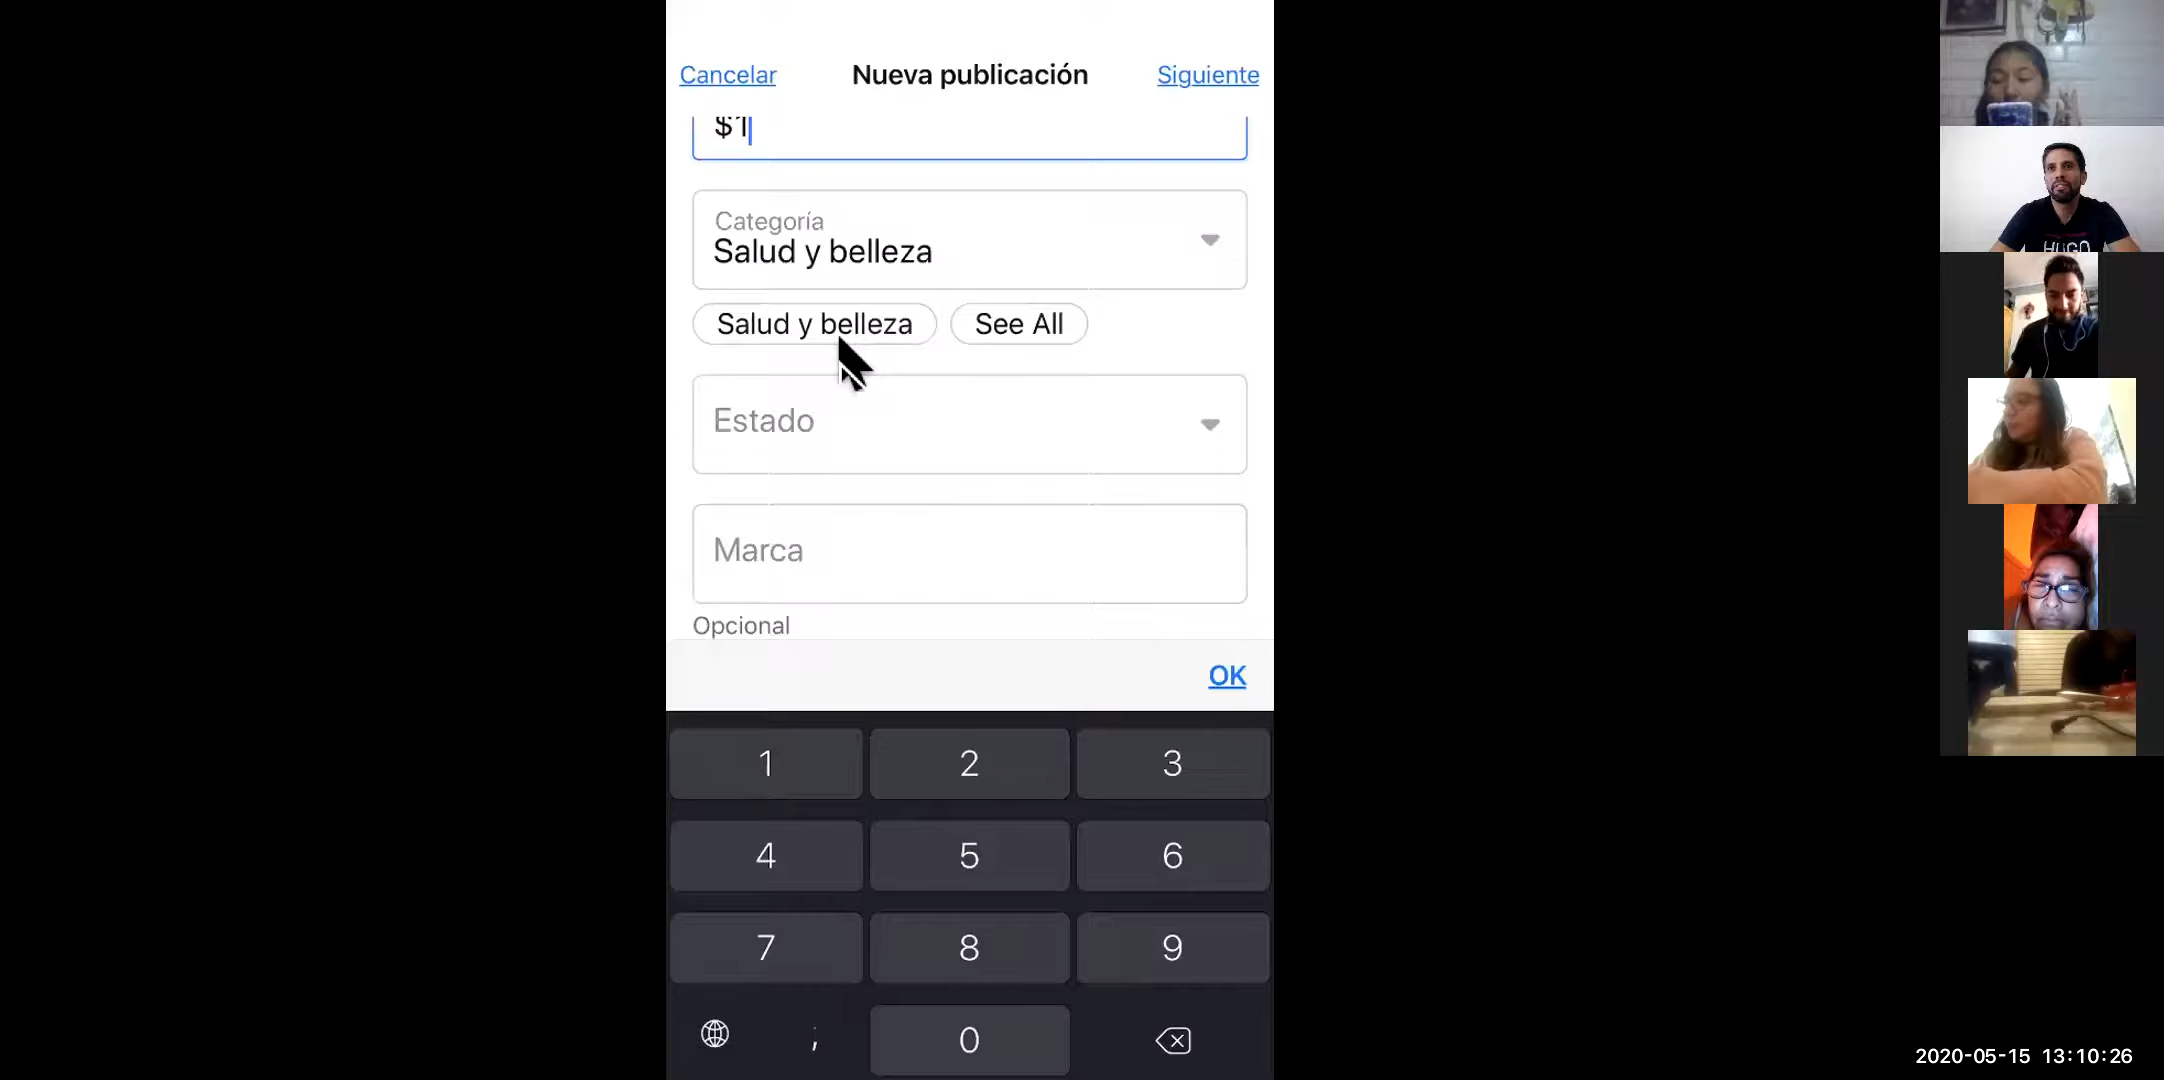 Cancelar Nueva publicación Siguiente
$1
Categoría
Salud y belleza
Salud y belleza See All
Estado
Marca
Opcional
OK
1 2 3
4 5 6
7 8 9
; 0
HUGO
2020-05-15 13:10:26